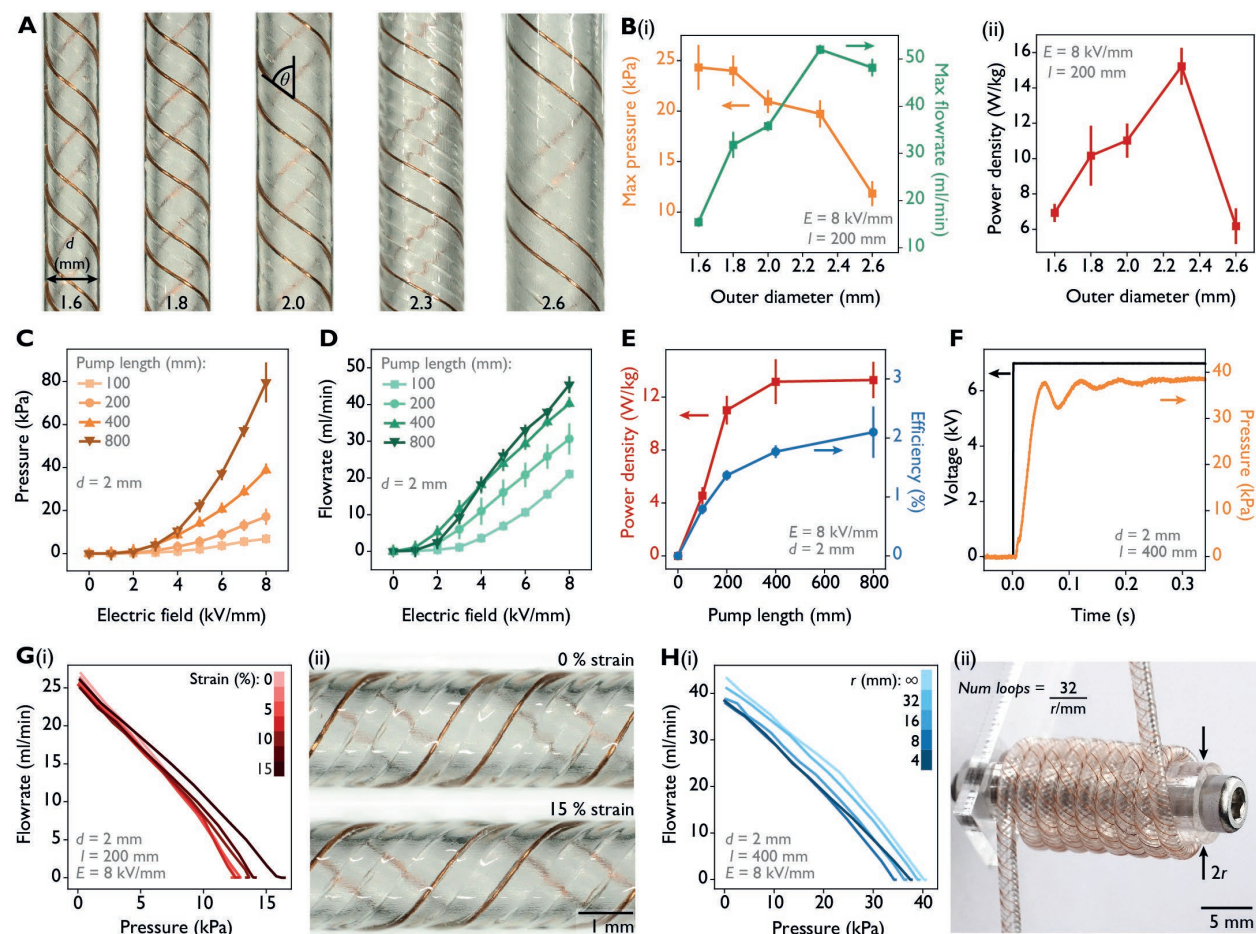 A
θ
d
(mm)
1.6
1.8
2.0
2.3
2.6
B(i)
Max pressure (kPa)
25
20
15
10
Max flowrate (ml/min)
50
40
30
20
10
E = 8 kV/mm
l = 200 mm
1.6 1.8 2.0 2.2 2.4 2.6
Outer diameter (mm)
(ii)
Power density (W/kg)
16
14
12
10
8
6
E = 8 kV/mm
l = 200 mm
1.6 1.8 2.0 2.2 2.4 2.6
Outer diameter (mm)
C
Pressure (kPa)
80
60
40
20
0
Pump length (mm):
100
200
400
800
d = 2 mm
0 2 4 6 8
Electric field (kV/mm)
D
Flowrate (ml/min)
50
40
30
20
10
0
Pump length (mm):
100
200
400
800
d = 2 mm
0 2 4 6 8
Electric field (kV/mm)
E
Power density (W/kg)
12
8
4
0
Efficiency (%)
3
2
1
0
E = 8 kV/mm
d = 2 mm
0 200 400 600 800
Pump length (mm)
F
Voltage (kV)
6
4
2
0
Pressure (kPa)
40
30
20
10
0
d = 2 mm
l = 400 mm
0.0 0.1 0.2 0.3
Time (s)
G(i)
Flowrate (ml/min)
25
20
15
10
5
0
Strain (%): 0
5
10
15
d = 2 mm
l = 200 mm
E = 8 kV/mm
0 5 10 15
Pressure (kPa)
(ii)
0 % strain
15 % strain
1 mm
H(i)
Flowrate (ml/min)
40
30
20
10
0
r (mm): ∞
32
16
8
4
d = 2 mm
l = 400 mm
E = 8 kV/mm
0 10 20 30 40
Pressure (kPa)
(ii)
Num loops = 32
r/mm
2r
5 mm